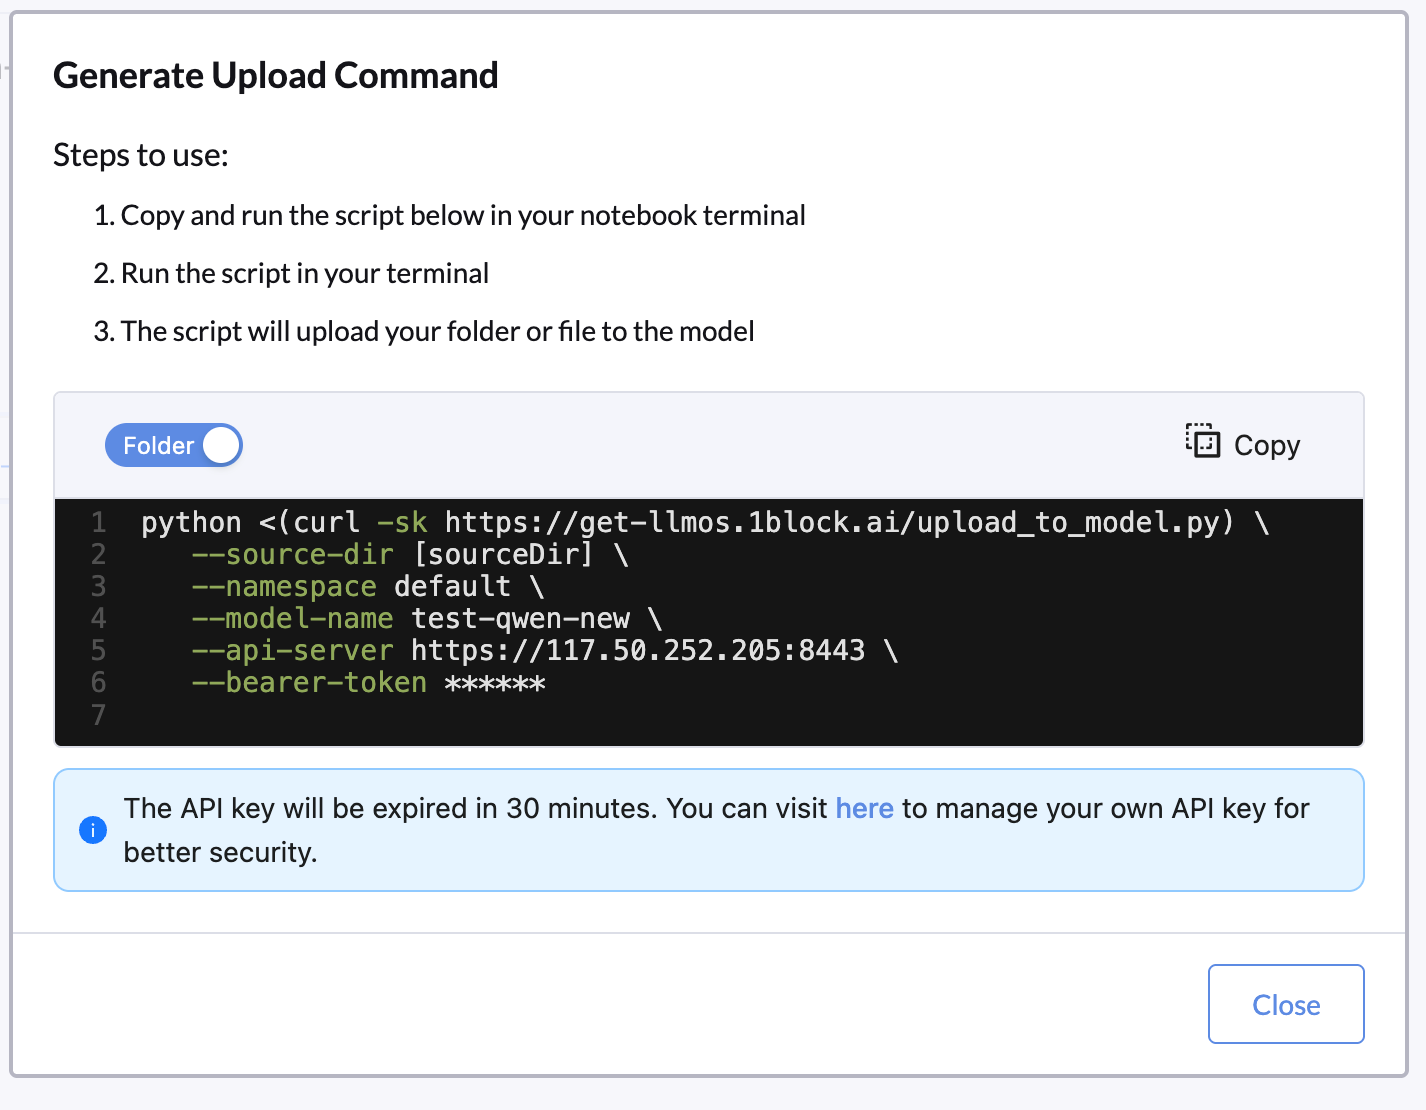 Generate Upload Command
Steps to use:
1. Copy and run the script below in your notebook terminal
2. Run the script in your terminal
3. The script will upload your folder or file to the model
Folder
Copy
1 python <(curl -sk https://get-llmos.1block.ai/upload_to_model.py) \
2    --source-dir [sourceDir] \
3    --namespace default \
4    --model-name test-qwen-new \
5    --api-server https://117.50.252.205:8443 \
6    --bearer-token ******
7
The API key will be expired in 30 minutes. You can visit here to manage your own API key for
better security.
Close